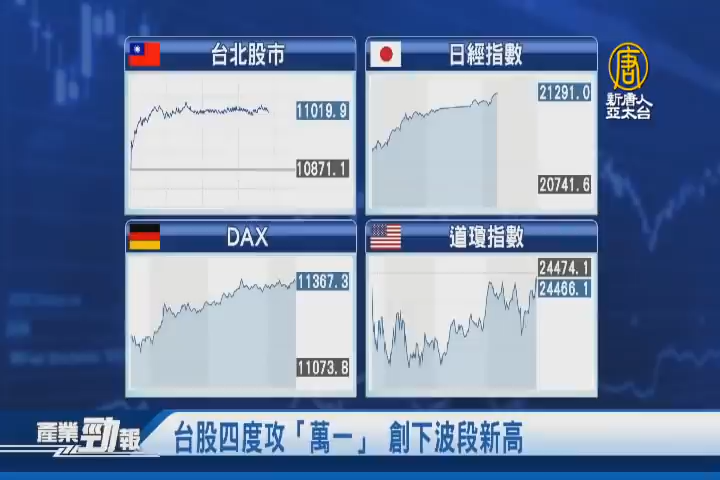 台北股市
11019.9
10871.1
日經指數
21291.0
20741.6
唐
新唐人
亞太台
DAX
11367.3
11073.8
道瓊指數
24474.1
24466.1
產業勁報
台股四度攻「萬一」 創下波段新高